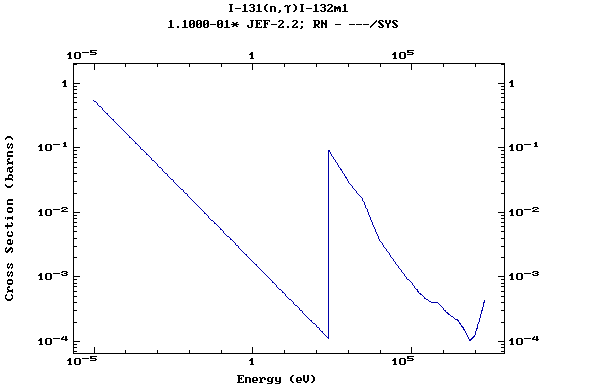 I-131(n,γ)I-132m1
1.1000-01* JEF-2.2; RN - ---/SYS
10⁻⁵ 10⁵
1 1
10⁻¹ 10⁻¹
10⁻² 10⁻²
10⁻³ 10⁻³
10⁻⁴ 10⁻⁴
10⁻⁵ 1 10⁵
Cross Section (barns)
Energy (eV)